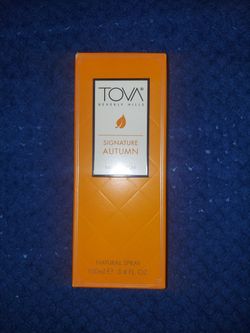 TOVA®
BEVERLY HILLS
SIGNATURE
AUTUMN
NATURAL SPRAY
100ml ℮ 3.4 FL. OZ